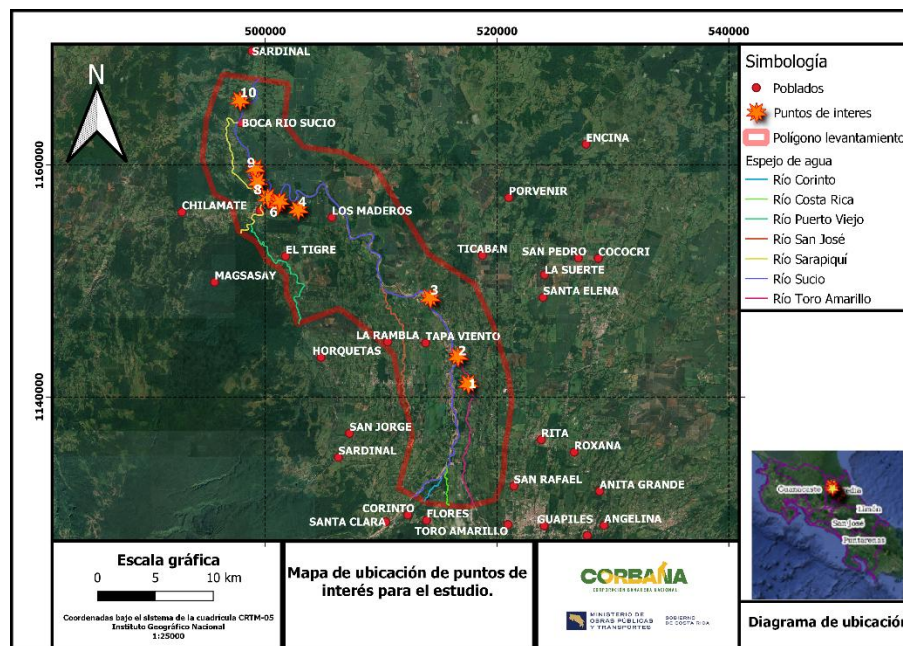 500000
520000
540000
1160000
1140000
N
SARDINAL
10
BOCA RIO SUCIO
ENCINA
9
8
6
4
CHILAMATE
LOS MADEROS
PORVENIR
EL TIGRE
TICABAN
SAN PEDRO
COCOCRI
LA SUERTE
MAGSASAY
SANTA ELENA
3
LA RAMBLA
TAPA VIENTO
HORQUETAS
2
1
SAN JORGE
SARDINAL
RITA
ROXANA
SAN RAFAEL
ANITA GRANDE
CORINTO
SANTA CLARA
FLORES
TORO AMARILLO
GUAPILES
ANGELINA
Simbología
Poblados
Puntos de interes
Polígono levantamiento
Espejo de agua
Río Corinto
Río Costa Rica
Río Puerto Viejo
Río San José
Río Sarapiquí
Río Sucio
Río Toro Amarillo
Guanacaste
Limón
San José
Puntarenas
Diagrama de ubicación
Escala gráfica
0 5 10 km
Coordenadas bajo el sistema de la cuadrícula CRTM-05
Instituto Geográfico Nacional
1:25000
Mapa de ubicación de puntos de
interés para el estudio.
CORBANA
CORPORACIÓN BANANERA NACIONAL
MINISTERIO DE
OBRAS PÚBLICAS
Y TRANSPORTES
GOBIERNO
DE COSTA RICA